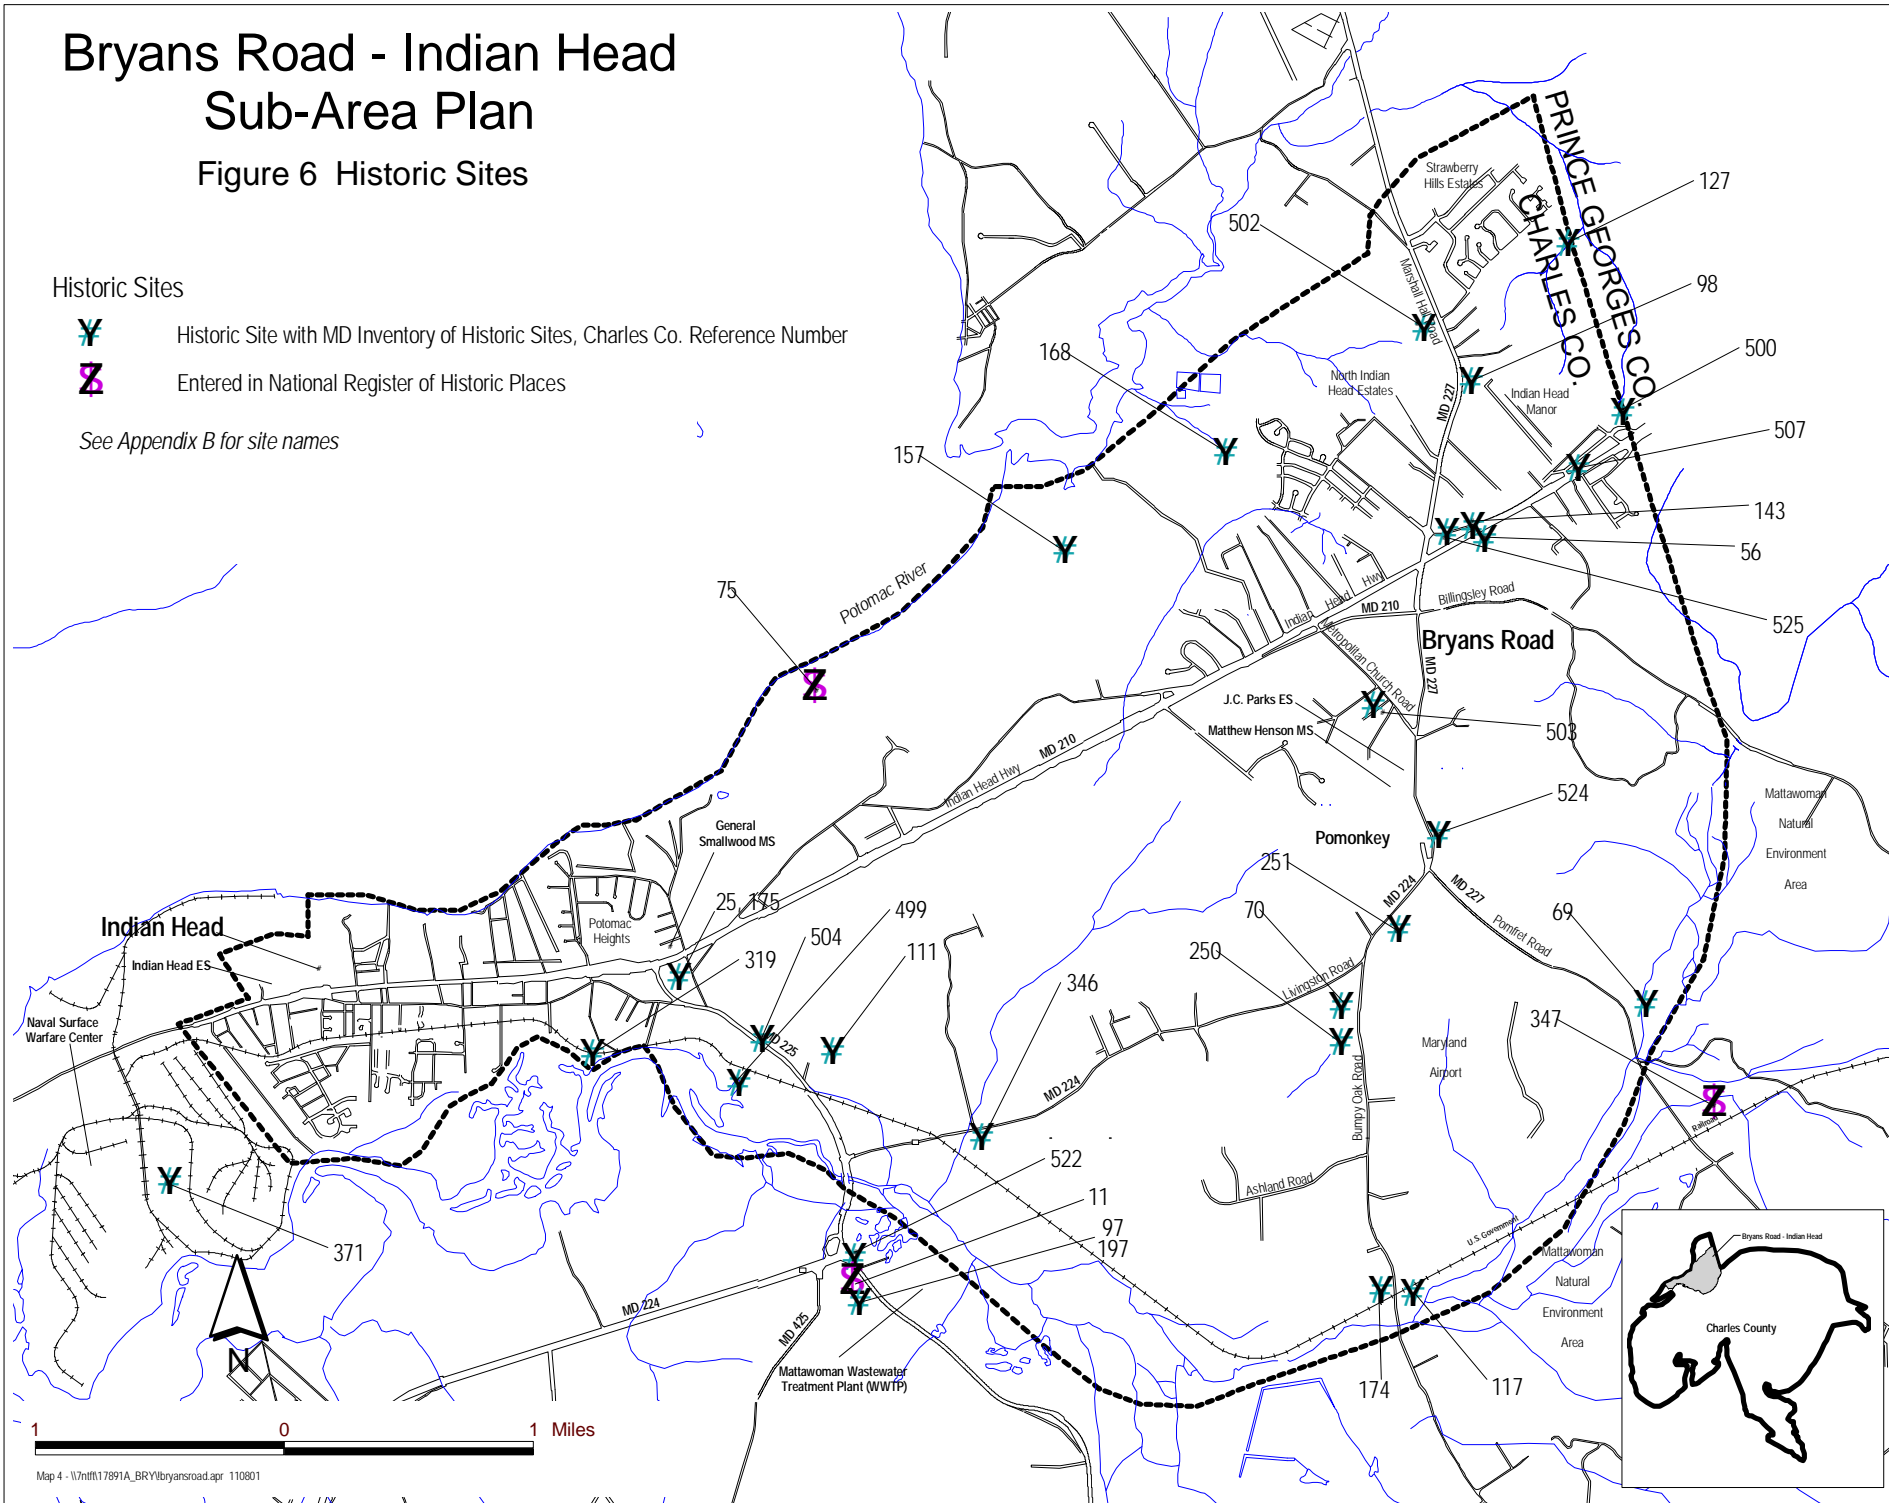 Bryans Road - Indian Head
Sub-Area Plan
Figure 6 Historic Sites
Historic Sites
Historic Site with MD Inventory of Historic Sites, Charles Co. Reference Number
Entered in National Register of Historic Places
See Appendix B for site names
PRINCE GEORGES CO.
CHARLES CO.
Strawberry
Hills Estates
127
502
Marshall Hall Road
98
168
North Indian
Head Estates
MD 227
Indian Head
Manor
500
507
157
143
56
525
75
Potomac River
Indian Head Hwy
MD 210
Billingsley Road
Bryans Road
Metropolitan Church Road
MD 227
J.C. Parks ES
Matthew Henson MS
503
MD 210
Indian Head Hwy
524
Mattawoman
Natural
Environment
Area
General
Smallwood MS
Pomonkey
251
MD 224
MD 227
Pomfret Road
69
70
250
Livingston Road
25, 175
499
504
319
111
346
Potomac
Heights
Indian Head
Indian Head ES
Naval Surface
Warfare Center
MD 225
MD 224
347
Maryland
Airport
Bumpy Oak Road
Railroad
522
11
97
197
Ashland Road
U.S. Government
371
MD 224
MD 425
Mattawoman Wastewater
Treatment Plant (WWTP)
174
117
Mattawoman
Natural
Environment
Area
Bryans Road - Indian Head
Charles County
N
1 0 1 Miles